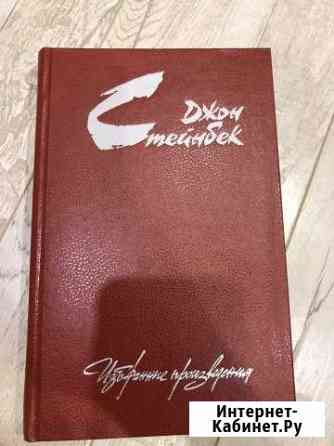 Джон
Стейнбек
Избранные произведения
Интернет-
Кабинет.Ру